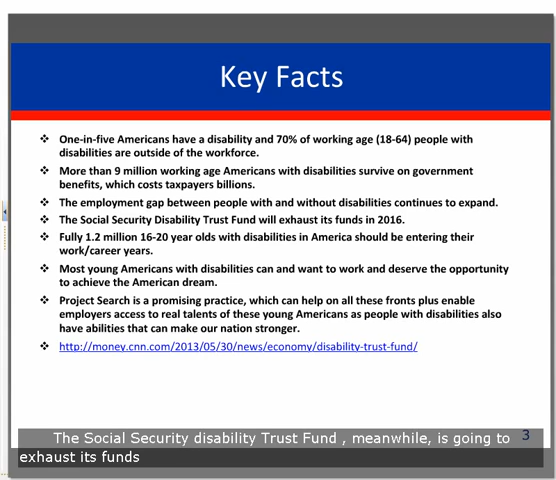 Key Facts
❖ One-in-five Americans have a disability and 70% of working age (18-64) people with
disabilities are outside of the workforce.
❖ More than 9 million working age Americans with disabilities survive on government
benefits, which costs taxpayers billions.
❖ The employment gap between people with and without disabilities continues to expand.
❖ The Social Security Disability Trust Fund will exhaust its funds in 2016.
❖ Fully 1.2 million 16-20 year olds with disabilities in America should be entering their
work/career years.
❖ Most young Americans with disabilities can and want to work and deserve the opportunity
to achieve the American dream.
❖ Project Search is a promising practice, which can help on all these fronts plus enable
employers access to real talents of these young Americans as people with disabilities also
have abilities that can make our nation stronger.
❖ http://money.cnn.com/2013/05/30/news/economy/disability-trust-fund/
The Social Security disability Trust Fund , meanwhile, is going to
exhaust its funds
3